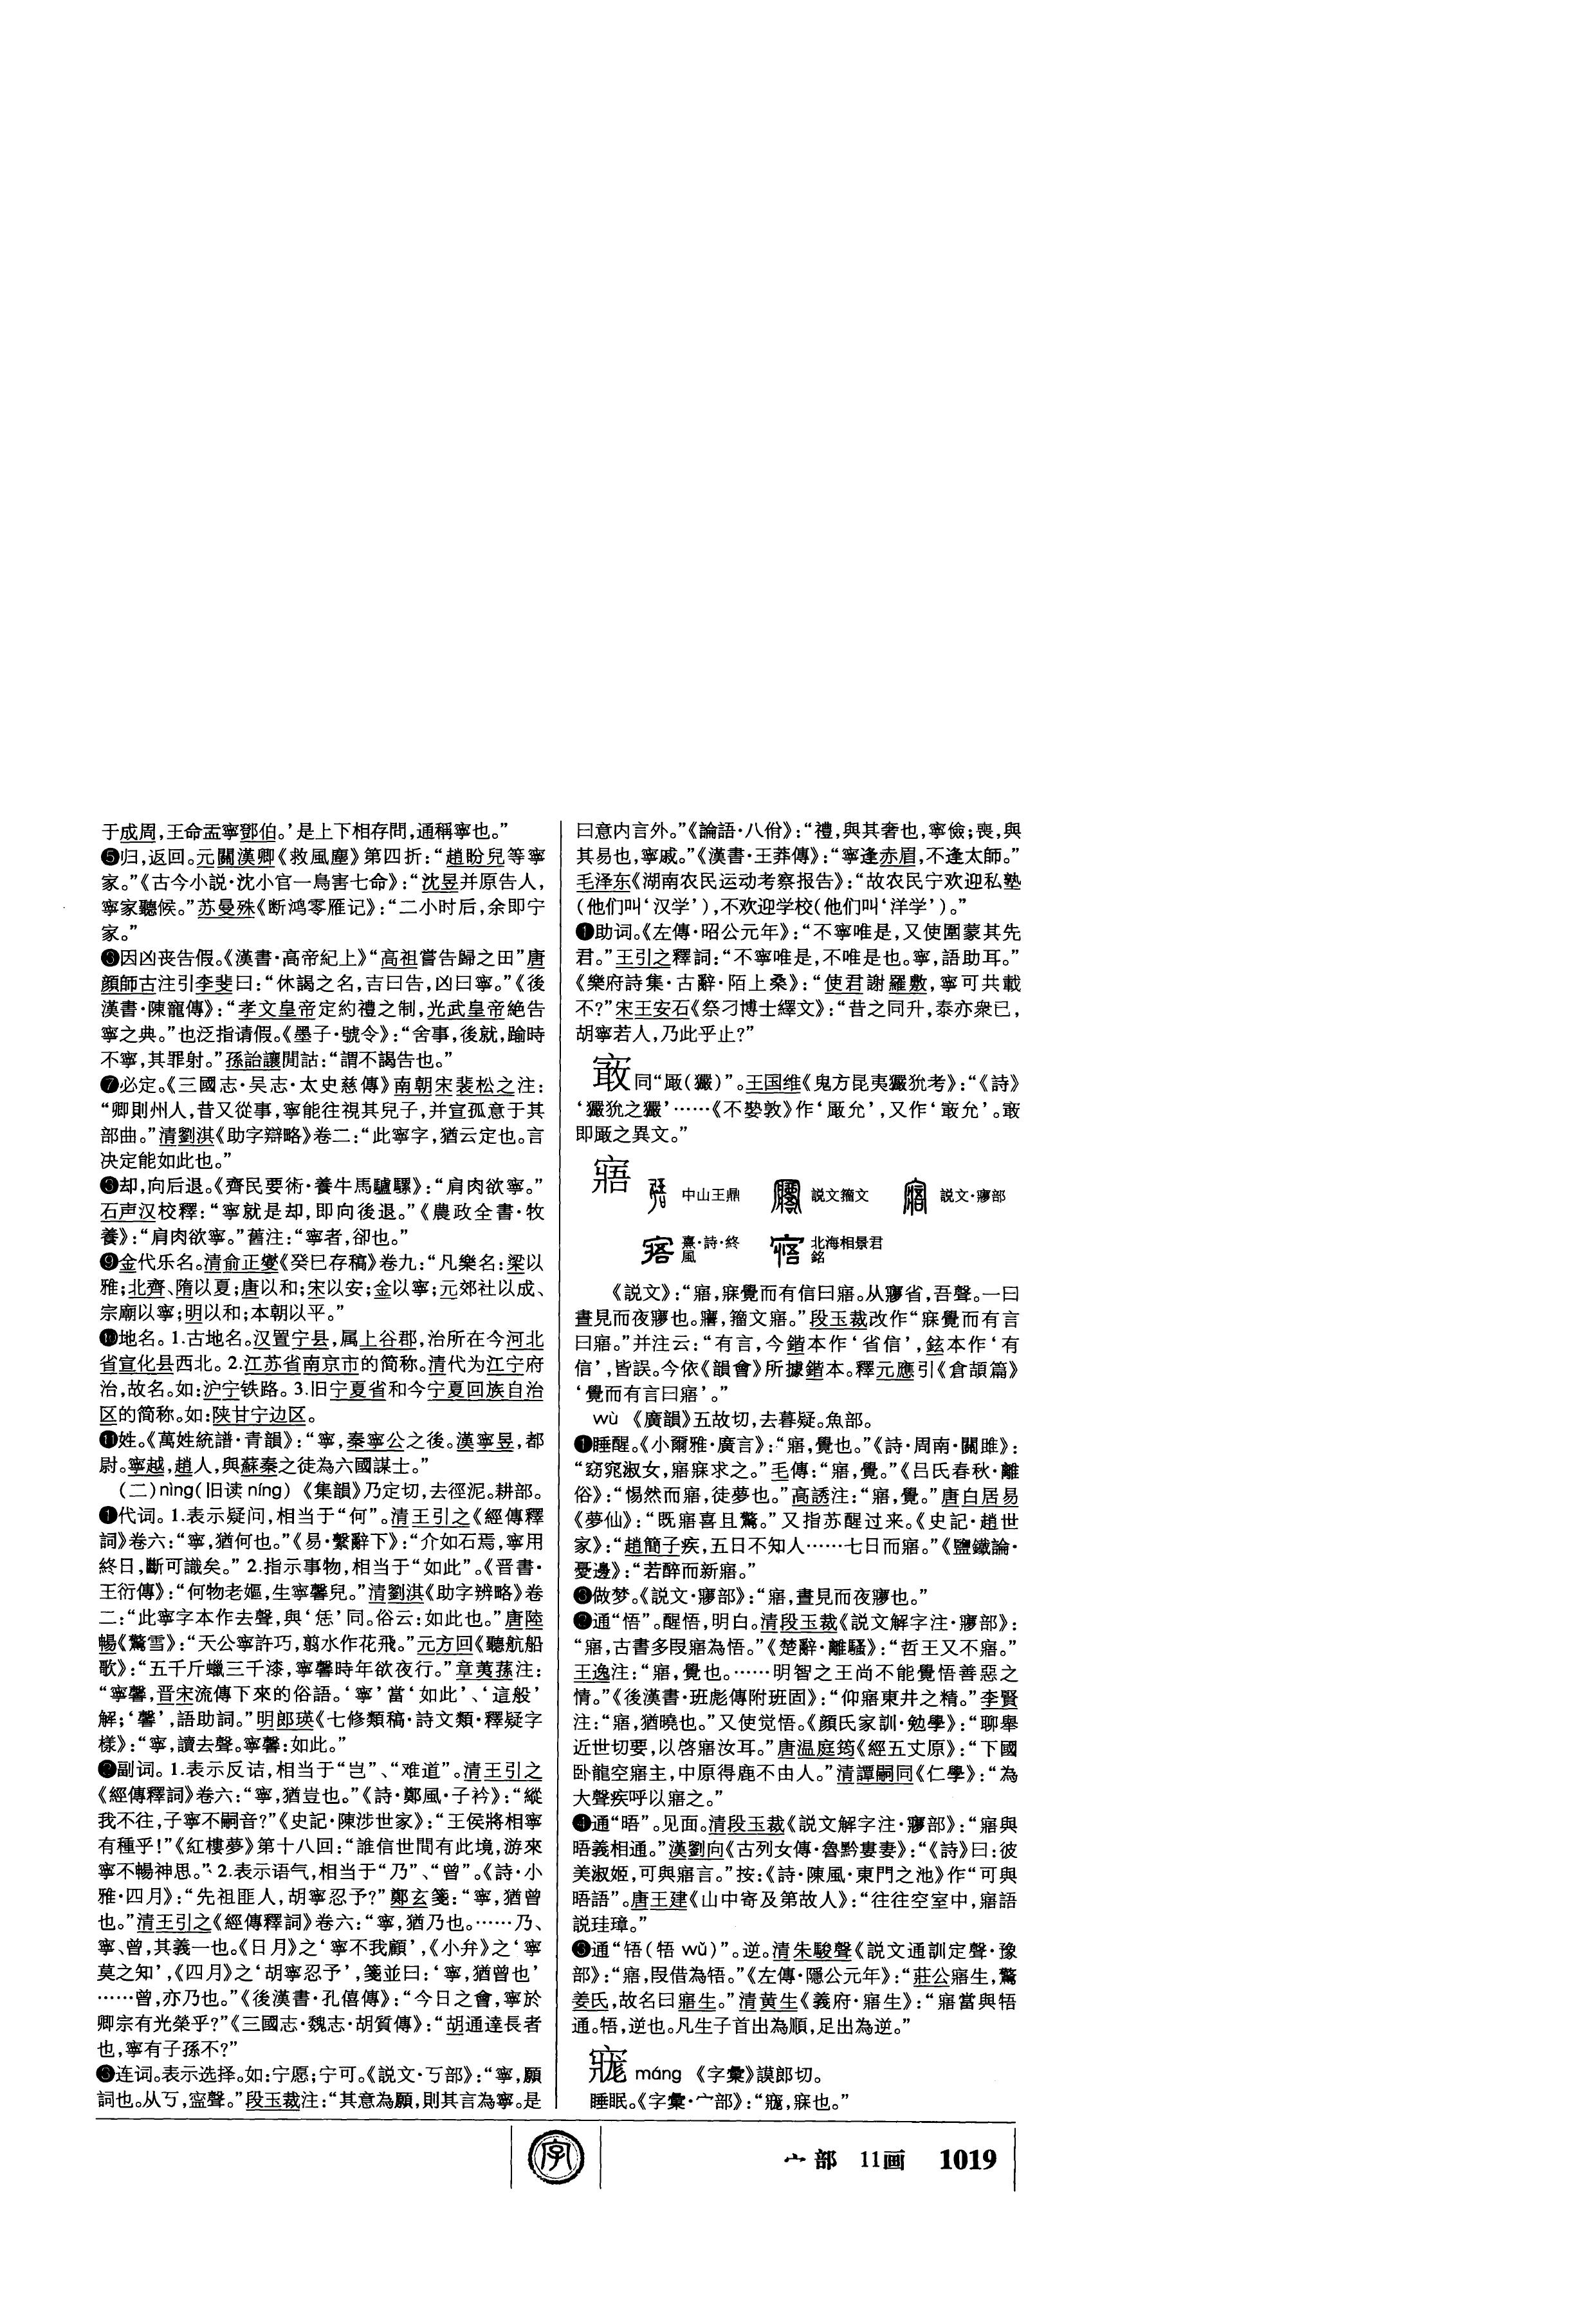 于成周,王命盂寧鄧伯。’是上下相存問,通稱寧也。”
❺归,返回。元關漢卿《救風塵》第四折:“趙盼兒等寧
家。”《古今小説·沈小官一鳥害七命》:“沈昱并原告人,
寧家聽候。”苏曼殊《断鸿零雁记》:“二小时后,余即宁
家。”
❻因凶丧告假。《漢書·高帝紀上》“高祖嘗告歸之田”唐
顔師古注引李斐曰:“休謁之名,吉曰告,凶曰寧。”《後
漢書·陳寵傳》:“孝文皇帝定約禮之制,光武皇帝絶告
寧之典。”也泛指请假。《墨子·號令》:“舍事,後就,踰時
不寧,其罪射。”孫詒讓閒詁:“謂不謁告也。”
❼必定。《三國志·吴志·太史慈傳》南朝宋裴松之注:
“卿則州人,昔又從事,寧能往視其兒子,并宣孤意于其
部曲。”清劉淇《助字辯略》卷二:“此寧字,猶云定也。言
决定能如此也。”
❽却,向后退。《齊民要術·養牛馬驢騾》:“肩肉欲寧。”
石声汉校釋:“寧就是却,即向後退。”《農政全書·牧
養》:“肩肉欲寧。”舊注:“寧者,卻也。”
❾金代乐名。清俞正燮《癸巳存稿》卷九:“凡樂名:梁以
雅;北齊、隋以夏;唐以和;宋以安;金以寧;元郊社以成、
宗廟以寧;明以和;本朝以平。”
❿地名。1.古地名。汉置宁县,属上谷郡,治所在今河北
省宣化县西北。2.江苏省南京市的简称。清代为江宁府
治,故名。如:沪宁铁路。3.旧宁夏省和今宁夏回族自治
区的简称。如:陕甘宁边区。
⓫姓。《萬姓統譜·青韻》:“寧,秦寧公之後。漢寧昱,都
尉。寧越,趙人,與蘇秦之徒為六國謀士。”
(二)nìng(旧读níng)《集韻》乃定切,去徑泥。耕部。
❶代词。1.表示疑问,相当于“何”。清王引之《經傳釋
詞》卷六:“寧,猶何也。”《易·繫辭下》:“介如石焉,寧用
終日,斷可識矣。”2.指示事物,相当于“如此”。《晋書·
王衍傳》:“何物老嫗,生寧馨兒。”清劉淇《助字辨略》卷
二:“此寧字本作去聲,與‘恁’同。俗云:如此也。”唐陸
暢《驚雪》:“天公寧許巧,翦水作花飛。”元方回《聽航船
歌》:“五千斤蠟三千漆,寧馨時年欲夜行。”章荑蓀注:
“寧馨,晋宋流傳下來的俗語。‘寧’當‘如此’、‘這般’
解;‘馨’,語助詞。”明郎瑛《七修類稿·詩文類·釋疑字
樣》:“寧,讀去聲。寧馨:如此。”
❷副词。1.表示反诘,相当于“岂”、“难道”。清王引之
《經傳釋詞》卷六:“寧,猶豈也。”《詩·鄭風·子衿》:“縱
我不往,子寧不嗣音?”《史記·陳涉世家》:“王侯將相寧
有種乎!”《紅樓夢》第十八回:“誰信世間有此境,游來
寧不暢神思。”2.表示语气,相当于“乃”、“曾”。《詩·小
雅·四月》:“先祖匪人,胡寧忍予?”鄭玄箋:“寧,猶曾
也。”清王引之《經傳釋詞》卷六:“寧,猶乃也。……乃、
寧、曾,其義一也。《日月》之‘寧不我顧’,《小弁》之‘寧
莫之知’,《四月》之‘胡寧忍予’,箋並曰:‘寧,猶曾也’
……曾,亦乃也。”《後漢書·孔僖傳》:“今日之會,寧於
卿宗有光榮乎?”《三國志·魏志·胡質傳》:“胡通達長者
也,寧有子孫不?”
❸连词。表示选择。如:宁愿;宁可。《説文·丂部》:“寧,願
詞也。从丂,寍聲。”段玉裁注:“其意為願,則其言為寧。是
曰意内言外。”《論語·八佾》:“禮,與其奢也,寧儉;喪,與
其易也,寧戚。”《漢書·王莽傳》:“寧逢赤眉,不逢太師。”
毛泽东《湖南农民运动考察报告》:“故农民宁欢迎私塾
(他们叫‘汉学’),不欢迎学校(他们叫‘洋学’)。”
❶助词。《左傳·昭公元年》:“不寧唯是,又使圍蒙其先
君。”王引之釋詞:“不寧唯是,不唯是也。寧,語助耳。”
《樂府詩集·古辭·陌上桑》:“使君謝羅敷,寧可共載
不?”宋王安石《祭刁博士繹文》:“昔之同升,泰亦衆已,
胡寧若人,乃此乎止?”
㪚同“厰(玁)”。王国维《鬼方昆夷玁狁考》:“《詩》
‘玁狁之玁’……《不㜤敦》作‘厰允’,又作‘㪚允’。㪚
即厰之異文。”
寤 中山王鼎 説文籀文 説文·㝱部
熹·詩·終風 北海相景君銘
《説文》:“寤,寐覺而有信曰寤。从㝱省,吾聲。一曰
晝見而夜㝱也。㝲,籀文寤。”段玉裁改作“寐覺而有言
曰寤。”并注云:“有言,今鍇本作‘省信’,鉉本作‘有
信’,皆誤。今依《韻會》所據鍇本。釋元應引《倉頡篇》
‘覺而有言曰寤’。”
wù 《廣韻》五故切,去暮疑。魚部。
❶睡醒。《小爾雅·廣言》:“寤,覺也。”《詩·周南·關雎》:
“窈窕淑女,寤寐求之。”毛傳:“寤,覺。”《吕氏春秋·離
俗》:“惕然而寤,徒夢也。”高誘注:“寤,覺。”唐白居易
《夢仙》:“既寤喜且驚。”又指苏醒过来。《史記·趙世
家》:“趙簡子疾,五日不知人……七日而寤。”《鹽鐵論·
憂邊》:“若醉而新寤。”
❸做梦。《説文·㝱部》:“寤,晝見而夜㝱也。”
❷通“悟”。醒悟,明白。清段玉裁《説文解字注·㝱部》:
“寤,古書多叚寤為悟。”《楚辭·離騷》:“哲王又不寤。”
王逸注:“寤,覺也。……明智之王尚不能覺悟善惡之
情。”《後漢書·班彪傳附班固》:“仰寤東井之精。”李賢
注:“寤,猶曉也。”又使觉悟。《顔氏家訓·勉學》:“聊舉
近世切要,以啓寤汝耳。”唐温庭筠《經五丈原》:“下國
卧龍空寤主,中原得鹿不由人。”清譚嗣同《仁學》:“為
大聲疾呼以寤之。”
❹通“晤”。见面。清段玉裁《説文解字注·㝱部》:“寤與
晤義相通。”漢劉向《古列女傳·魯黔婁妻》:“《詩》曰:彼
美淑姬,可與寤言。”按:《詩·陳風·東門之池》作“可與
晤語”。唐王建《山中寄及第故人》:“往往空室中,寤語
説珪璋。”
❺通“牾(啎 wǔ)”。逆。清朱駿聲《説文通訓定聲·豫
部》:“寤,叚借為牾。”《左傳·隱公元年》:“莊公寤生,驚
姜氏,故名曰寤生。”清黄生《義府·寤生》:“寤當與牾
通。牾,逆也。凡生子首出為順,足出為逆。”
máng 《字彙》謨郎切。
睡眠。《字彙·宀部》:“,寐也。”
宀部 11画 1019
字